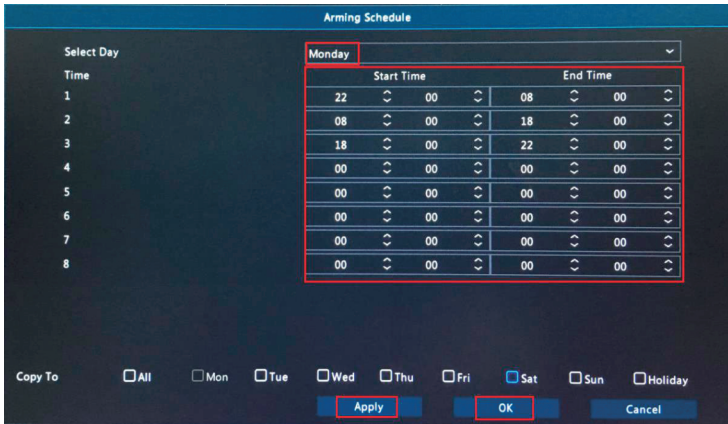 Arming Schedule
Select Day Monday
Time Start Time End Time
1 22 00 08 00
2 08 00 18 00
3 18 00 22 00
4 00 00 00 00
5 00 00 00 00
6 00 00 00 00
7 00 00 00 00
8 00 00 00 00
Copy To All Mon Tue Wed Thu Fri Sat Sun Holiday
Apply OK Cancel